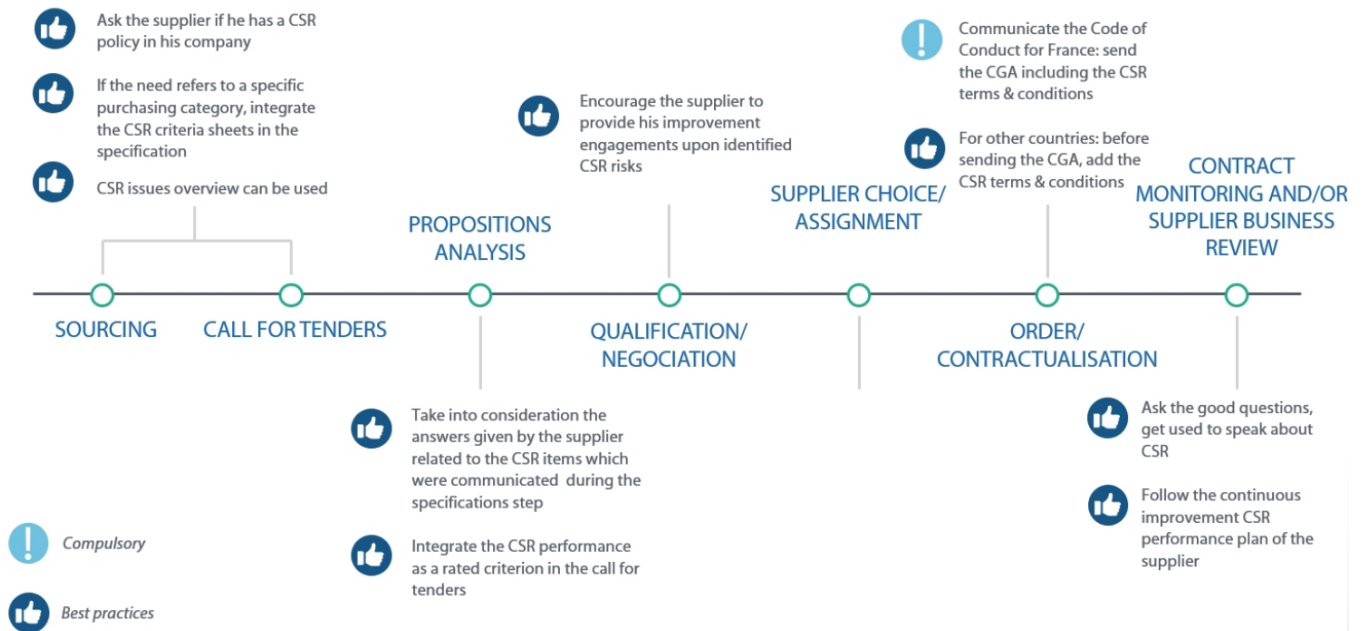 Ask the supplier if he has a CSR
policy in his company
If the need refers to a specific
purchasing category, integrate
the CSR criteria sheets in the
specification
CSR issues overview can be used
Encourage the supplier to
provide his improvement
engagements upon identified
CSR risks
Communicate the Code of
Conduct for France: send
the CGA including the CSR
terms & conditions
For other countries: before
sending the CGA, add the
CSR terms & conditions
SOURCING
CALL FOR TENDERS
PROPOSITIONS
ANALYSIS
QUALIFICATION/
NEGOCIATION
SUPPLIER CHOICE/
ASSIGNMENT
ORDER/
CONTRACTUALISATION
CONTRACT
MONITORING AND/OR
SUPPLIER BUSINESS
REVIEW
Take into consideration the
answers given by the supplier
related to the CSR items which
were communicated during the
specifications step
Integrate the CSR performance
as a rated criterion in the call for
tenders
Ask the good questions,
get used to speak about
CSR
Follow the continuous
improvement CSR
performance plan of the
supplier
! Compulsory
Best practices